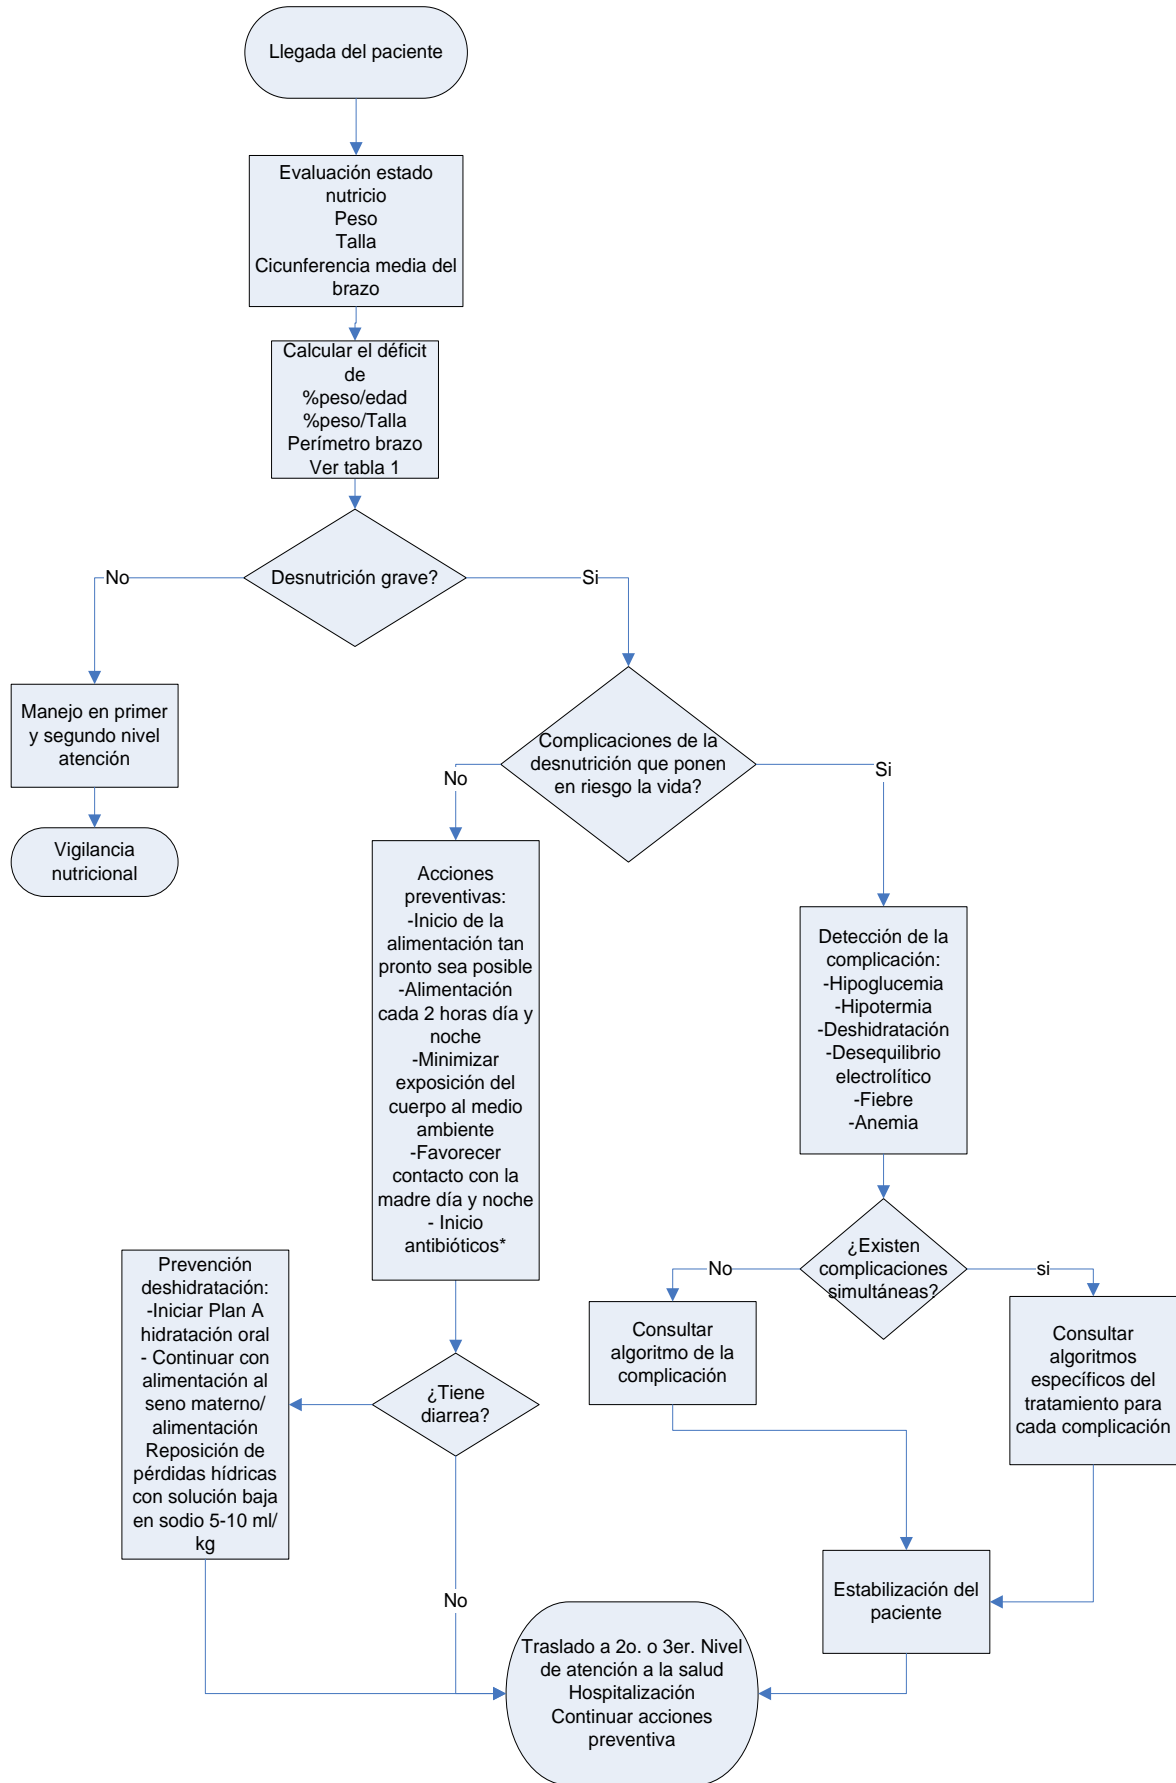 Llegada del paciente
Evaluación estado
nutricio
Peso
Talla
Cicunferencia media del
brazo
Calcular el déficit
de
%peso/edad
%peso/Talla
Perímetro brazo
Ver tabla 1
Desnutrición grave?
No
Si
Manejo en primer
y segundo nivel
atención
Vigilancia
nutricional
Complicaciones de la
desnutrición que ponen
en riesgo la vida?
No
Si
Acciones
preventivas:
-Inicio de la
alimentación tan
pronto sea posible
-Alimentación
cada 2 horas día y
noche
-Minimizar
exposición del
cuerpo al medio
ambiente
-Favorecer
contacto con la
madre día y noche
- Inicio
antibióticos*
Detección de la
complicación:
-Hipoglucemia
-Hipotermia
-Deshidratación
-Desequilibrio
electrolítico
-Fiebre
-Anemia
¿Existen
complicaciones
simultáneas?
No
si
Consultar
algoritmo de la
complicación
Consultar
algoritmos
específicos del
tratamiento para
cada complicación
Prevención
deshidratación:
-Iniciar Plan A
hidratación oral
- Continuar con
alimentación al
seno materno/
alimentación
Reposición de
pérdidas hídricas
con solución baja
en sodio 5-10 ml/
kg
¿Tiene
diarrea?
No
Estabilización del
paciente
Traslado a 2o. o 3er. Nivel
de atención a la salud
Hospitalización
Continuar acciones
preventiva